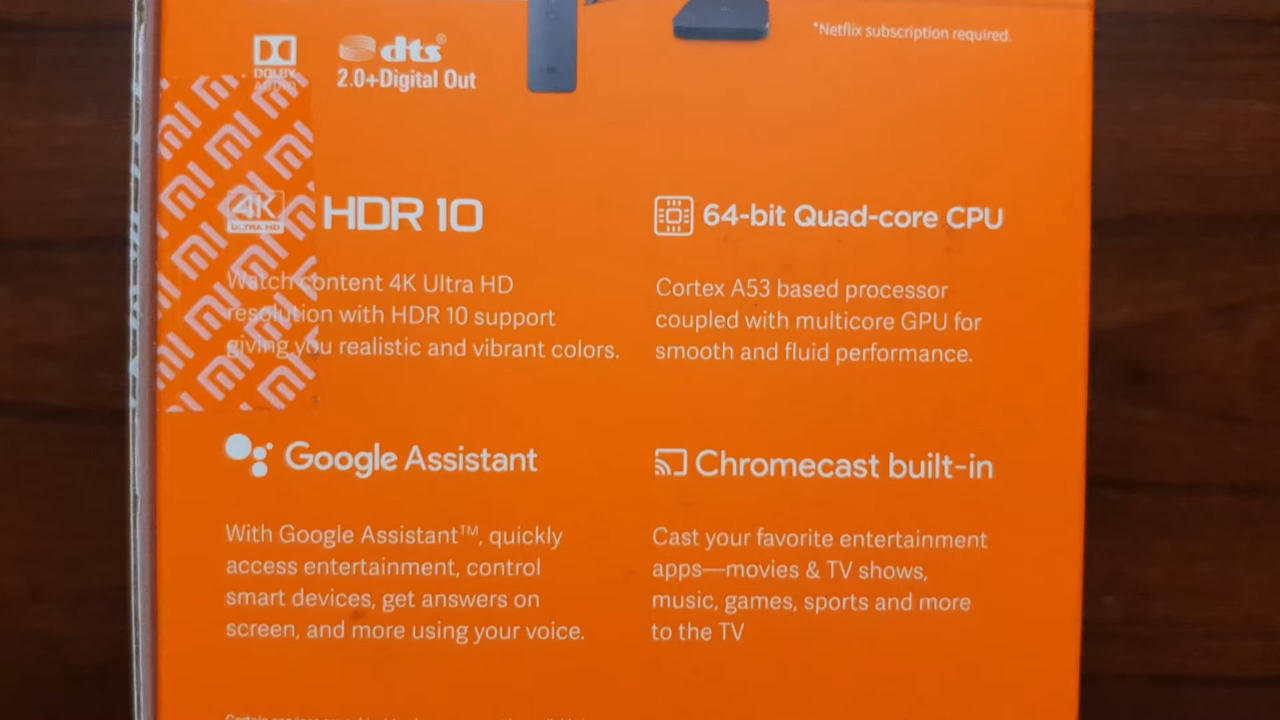 *Netflix subscription required.
DOLBY
AUDIO
dts®
2.0+Digital Out
MI MI MI
4K
ULTRA HD
HDR 10
64-bit Quad-core CPU
Watch content 4K Ultra HD
resolution with HDR 10 support
giving you realistic and vibrant colors.
Cortex A53 based processor
coupled with multicore GPU for
smooth and fluid performance.
Google Assistant
Chromecast built-in
With Google Assistant™, quickly
access entertainment, control
smart devices, get answers on
screen, and more using your voice.
Cast your favorite entertainment
apps—movies & TV shows,
music, games, sports and more
to the TV